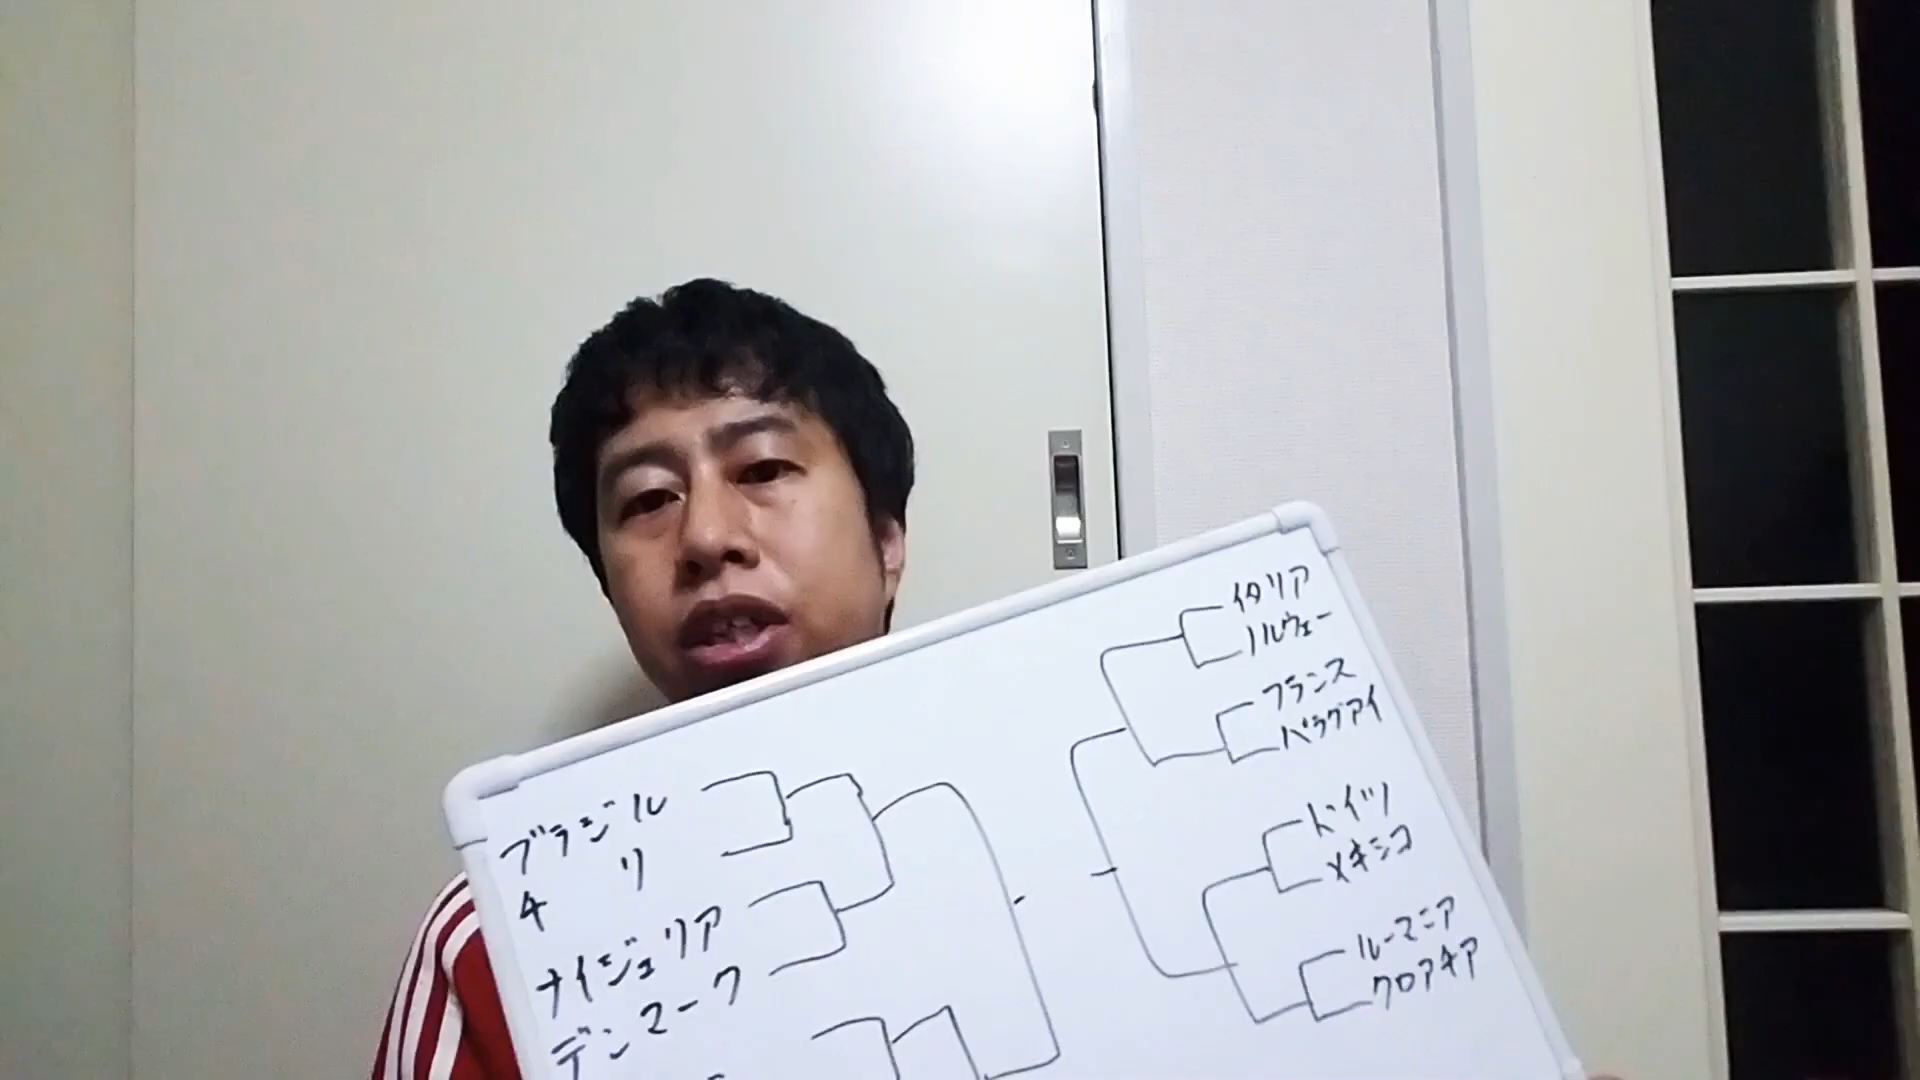 ブラジル
チリ
ナイジェリア
デンマーク
イタリア
ノルウェー
フランス
パラグアイ
ドイツ
メキシコ
ルーマニア
クロアキア